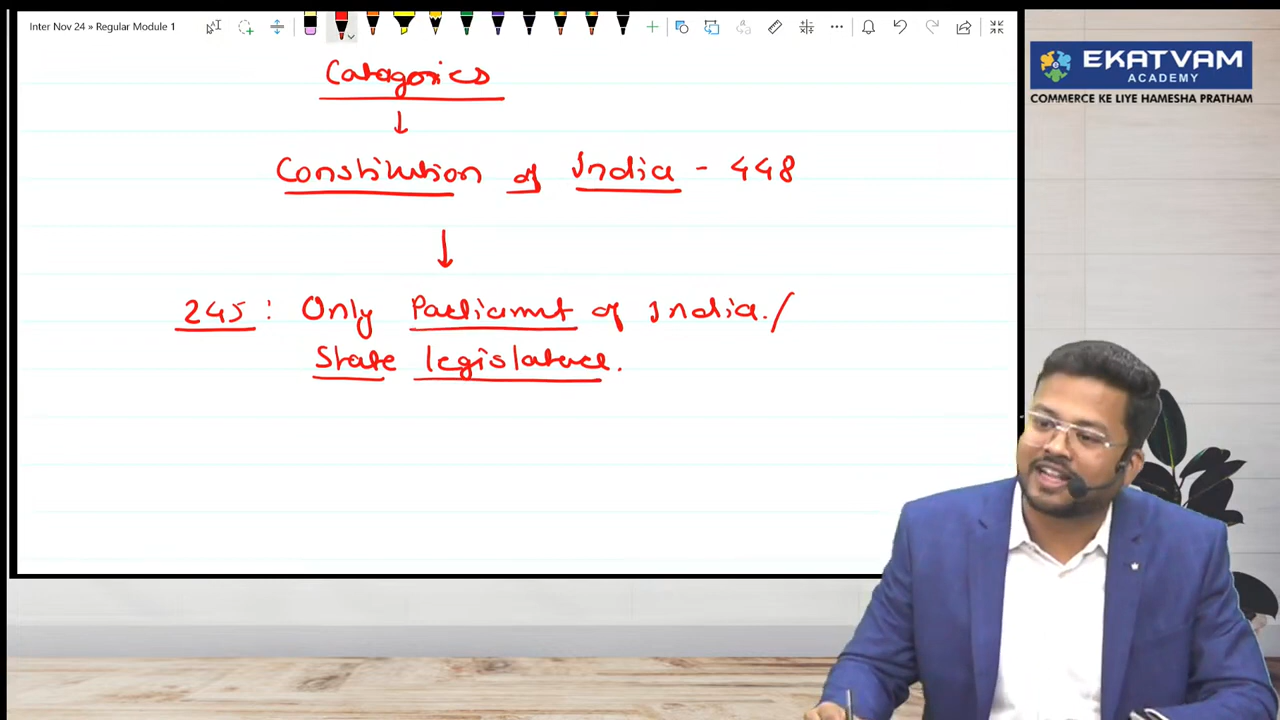 Inter Nov 24 » Regular Module 1
EKATVAM
ACADEMY
COMMERCE KE LIYE HAMESHA PRATHAM
Categories
↓
Constitution of India - 448
↓
245 : Only Parliament of India. /
State legislature.